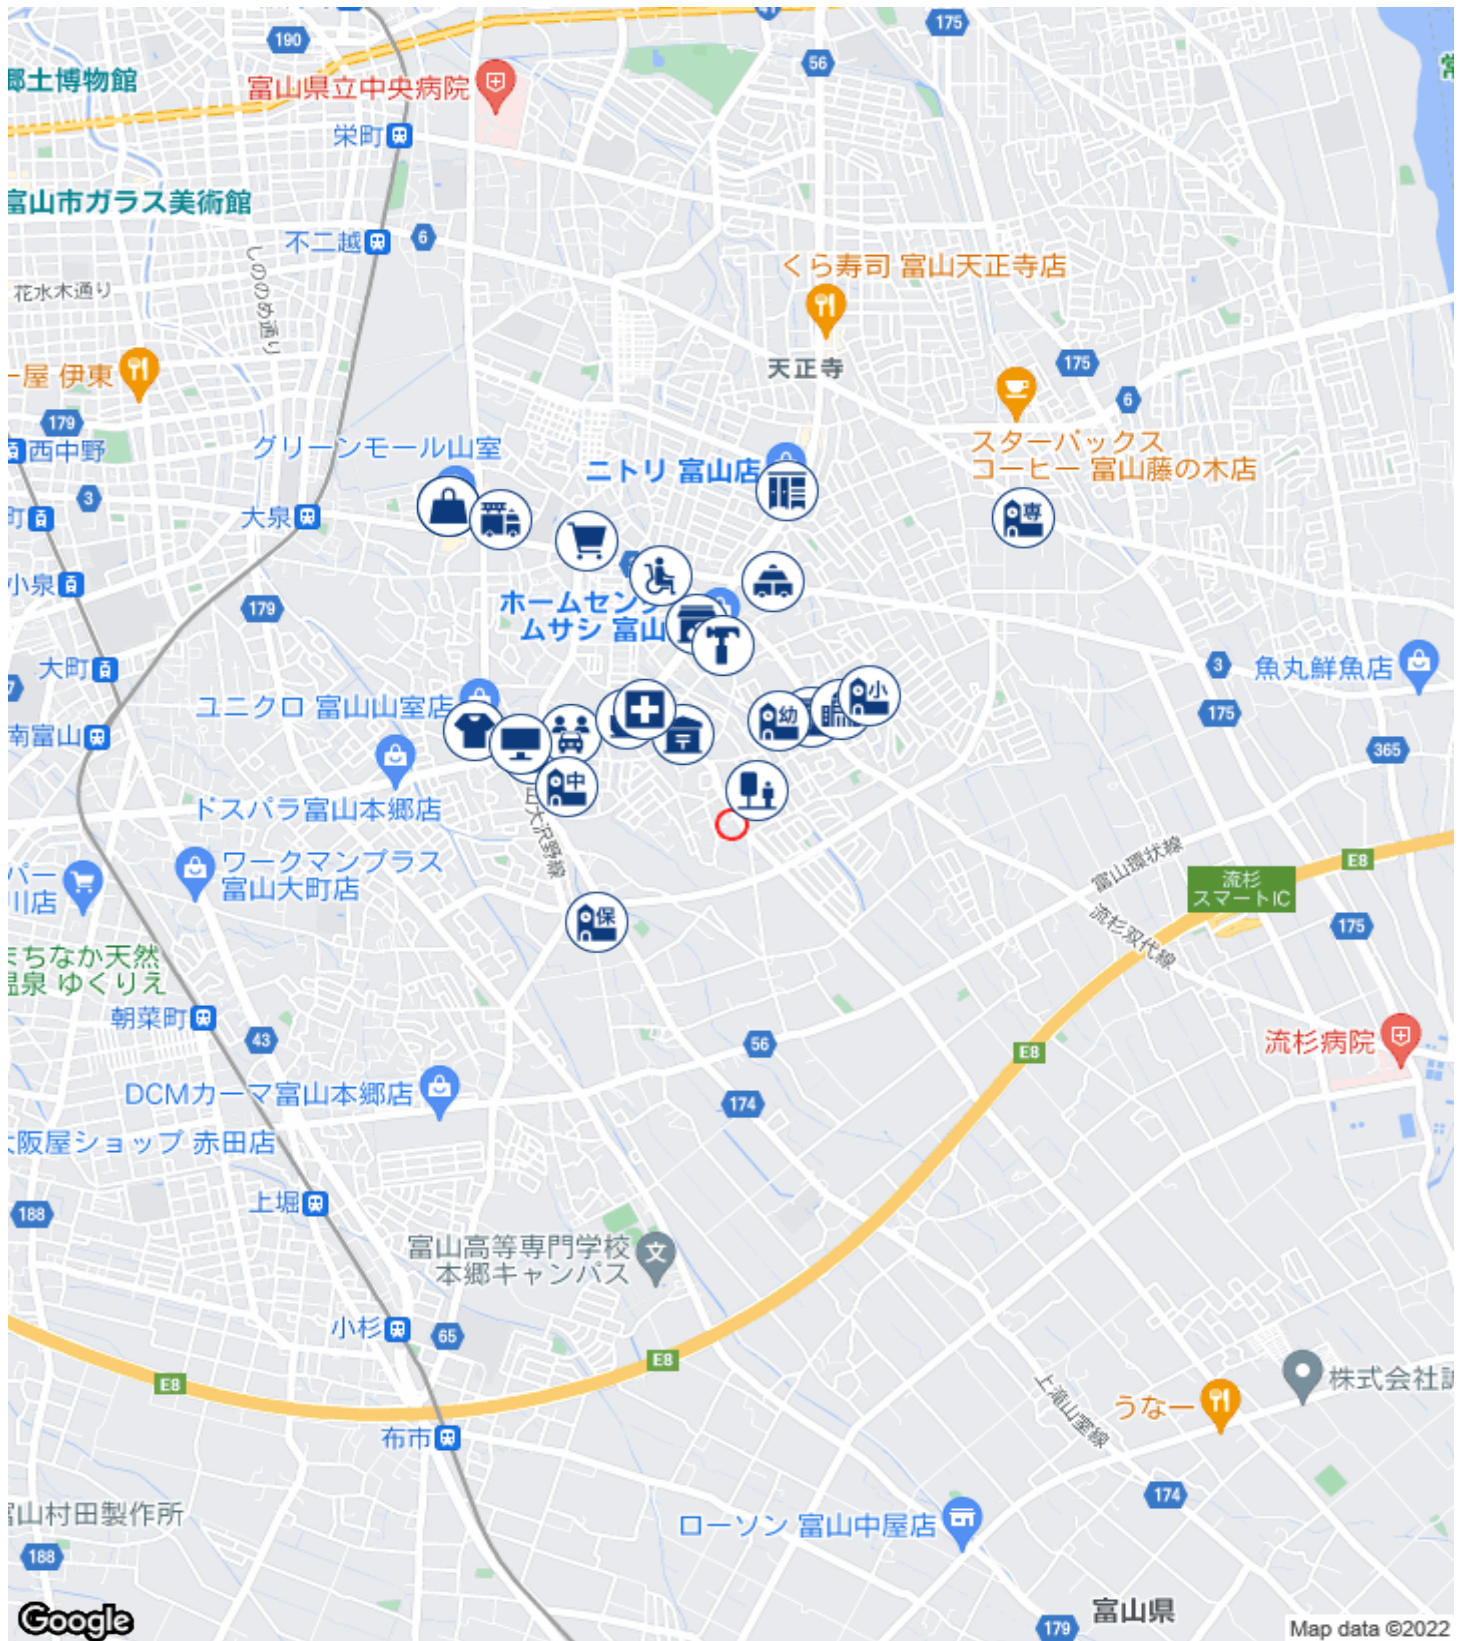 41
175
190
56
郷土博物館
富山県立中央病院
栄町
富山市ガラス美術館
不二越
6
しののめ通り
くら寿司 富山天正寺店
花水木通り
天正寺
175
一屋 伊東
6
179
西中野
グリーンモール山室
スターバックス
コーヒー 富山藤の木店
ニトリ 富山店
3
町
大泉
専
小泉
179
ホームセンタ
ムサシ 富山
大町
3
魚丸鮮魚店
ユニクロ 富山山室店
小
幼
175
南富山
365
中
ドスパラ富山本郷店
大沢野線
パー
川店
ワークマンプラス
富山大町店
富山環状線
E8
流杉
スマートIC
保
流杉双代線
175
まちなか天然
温泉 ゆくりえ
朝菜町
43
56
E8
流杉病院
DCMカーマ富山本郷店
174
大阪屋ショップ 赤田店
上堀
188
富山高等専門学校
本郷キャンパス
文
小杉
65
E8
E8
株式会社誠
うなー
上滝山室線
布市
174
富山村田製作所
ローソン 富山中屋店
188
富山県
179
Google
Map data ©2022